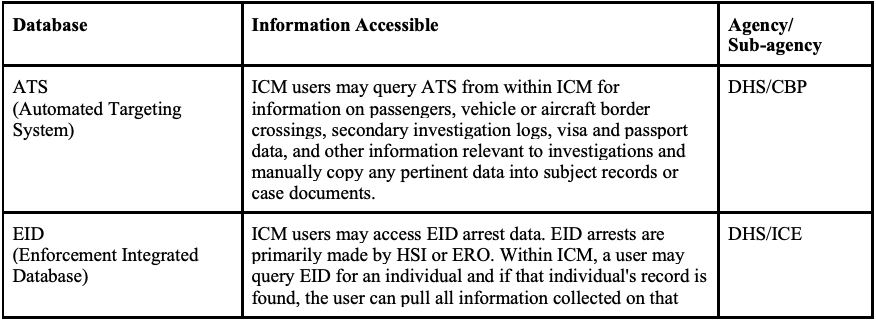 Database
Information Accessible
Agency/
Sub-agency
ATS
(Automated Targeting
System)
ICM users may query ATS from within ICM for
information on passengers, vehicle or aircraft border
crossings, secondary investigation logs, visa and passport
data, and other information relevant to investigations and
manually copy any pertinent data into subject records or
case documents.
DHS/CBP
EID
(Enforcement Integrated
Database)
ICM users may access EID arrest data. EID arrests are
primarily made by HSI or ERO. Within ICM, a user may
query EID for an individual and if that individual's record is
found, the user can pull all information collected on that
DHS/ICE